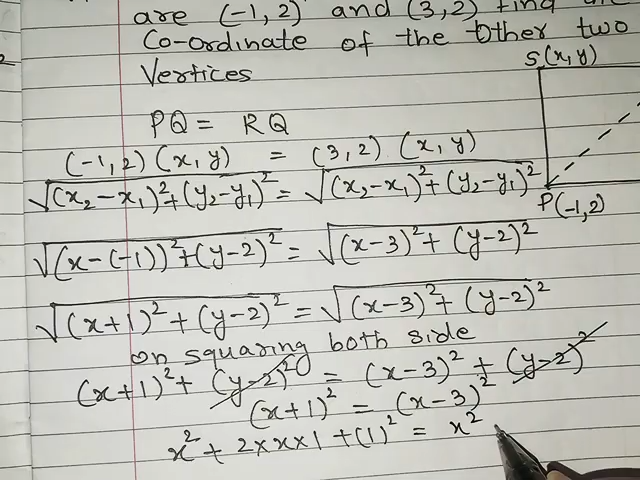 are (-1, 2) and (3, 2) find the
Co-ordinate of the other two
Vertices
S(x, y)
P(-1, 2)
PQ = RQ
(-1, 2) (x, y) = (3, 2) (x, y)
√(x₂-x₁)²+(y₂-y₁)² = √(x₂-x₁)²+(y₂-y₁)²
√(x-(-1))²+(y-2)² = √(x-3)²+(y-2)²
√(x+1)²+(y-2)² = √(x-3)²+(y-2)²
on squaring both side
(x+1)²+(y-2)² = (x-3)²+(y-2)²
(x+1)² = (x-3)²
x²+2×x×1+(1)² = x²